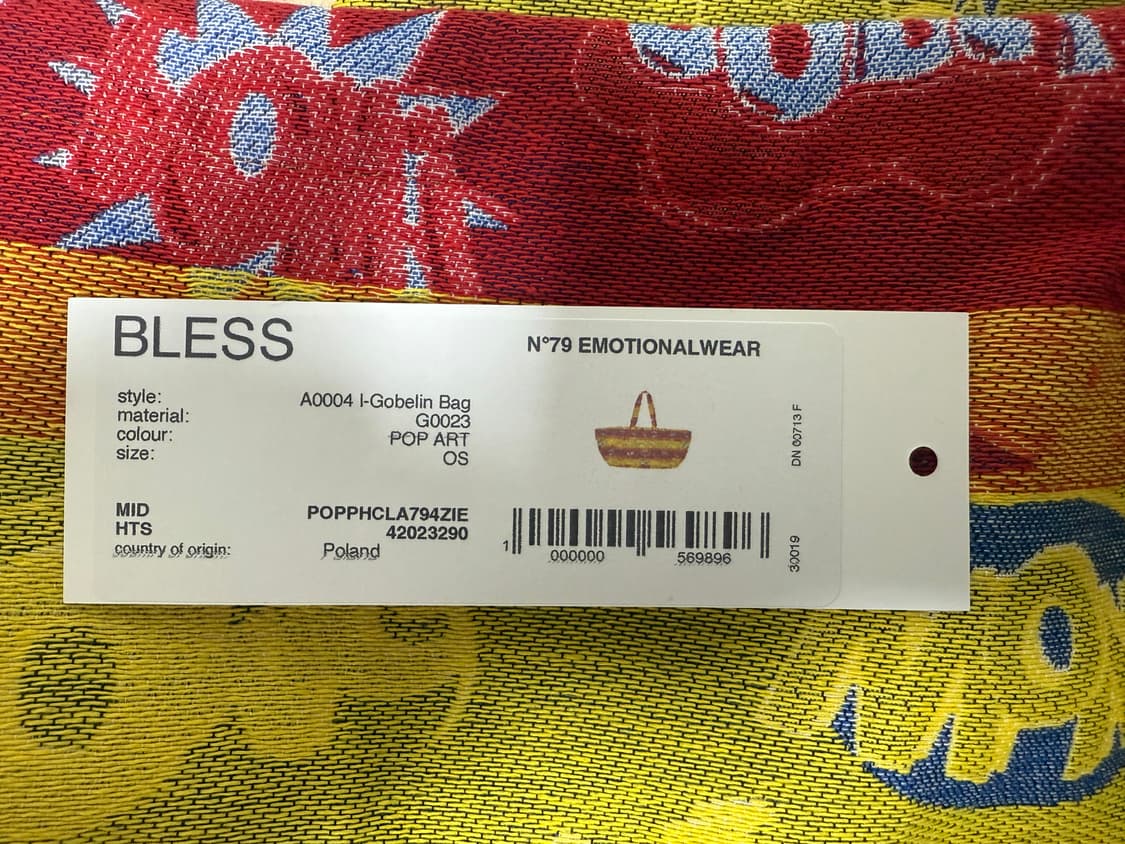 BLESS
N°79 EMOTIONALWEAR
style: A0004 I-Gobelin Bag
material: G0023
colour: POP ART
size: OS
DN 00713 F
MID POPPHCLA794ZIE
HTS 42023290
country of origin: Poland
1 000000 569896
30019